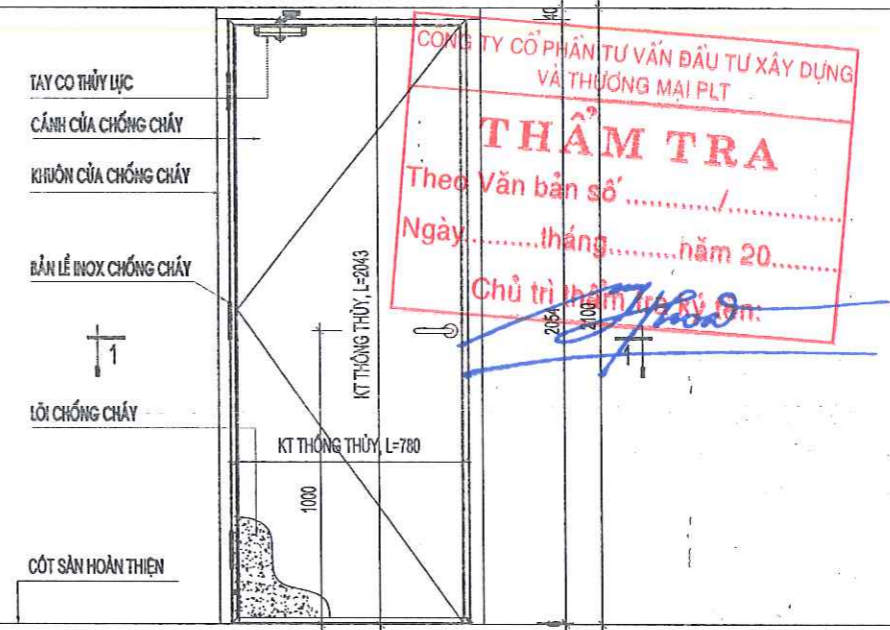 TAY CO THỦY LỰC
CÁNH CỬA CHỐNG CHÁY
KHUÔN CỬA CHỐNG CHÁY
BẢN LỀ INOX CHỐNG CHÁY
1
LÕI CHỐNG CHÁY
CỐT SÀN HOÀN THIỆN
KT THÔNG THỦY, L=2043
KT THÔNG THỦY, L=780
1000
40
2054
2100
1
CÔNG TY CỔ PHẦN TƯ VẤN ĐẦU TƯ XÂY DỰNG
VÀ THƯƠNG MẠI PLT
THẨM TRA
Theo Văn bản số ............/..............
Ngày.........tháng.........năm 20.........
Chủ trì thẩm tra ký tên: